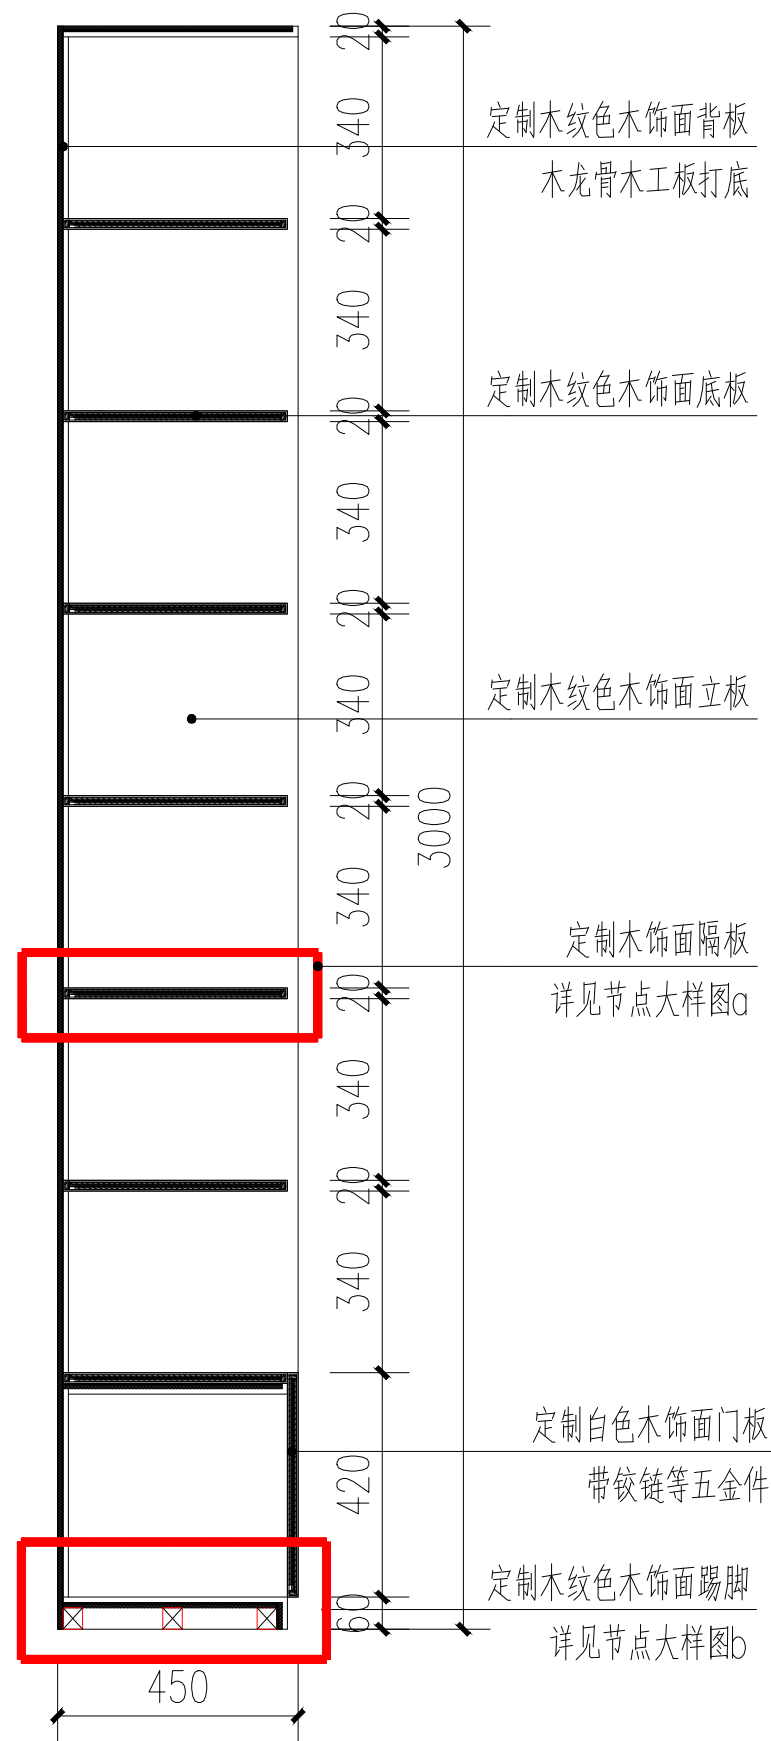 20
340
定制木纹色木饰面背板
木龙骨木工板打底
20
340
定制木纹色木饰面底板
20
340
20
定制木纹色木饰面立板
340
20
3000
340
定制木饰面隔板
20
详见节点大样图a
340
20
340
定制白色木饰面门板
420
带铰链等五金件
定制木纹色木饰面踢脚
60
详见节点大样图b
450